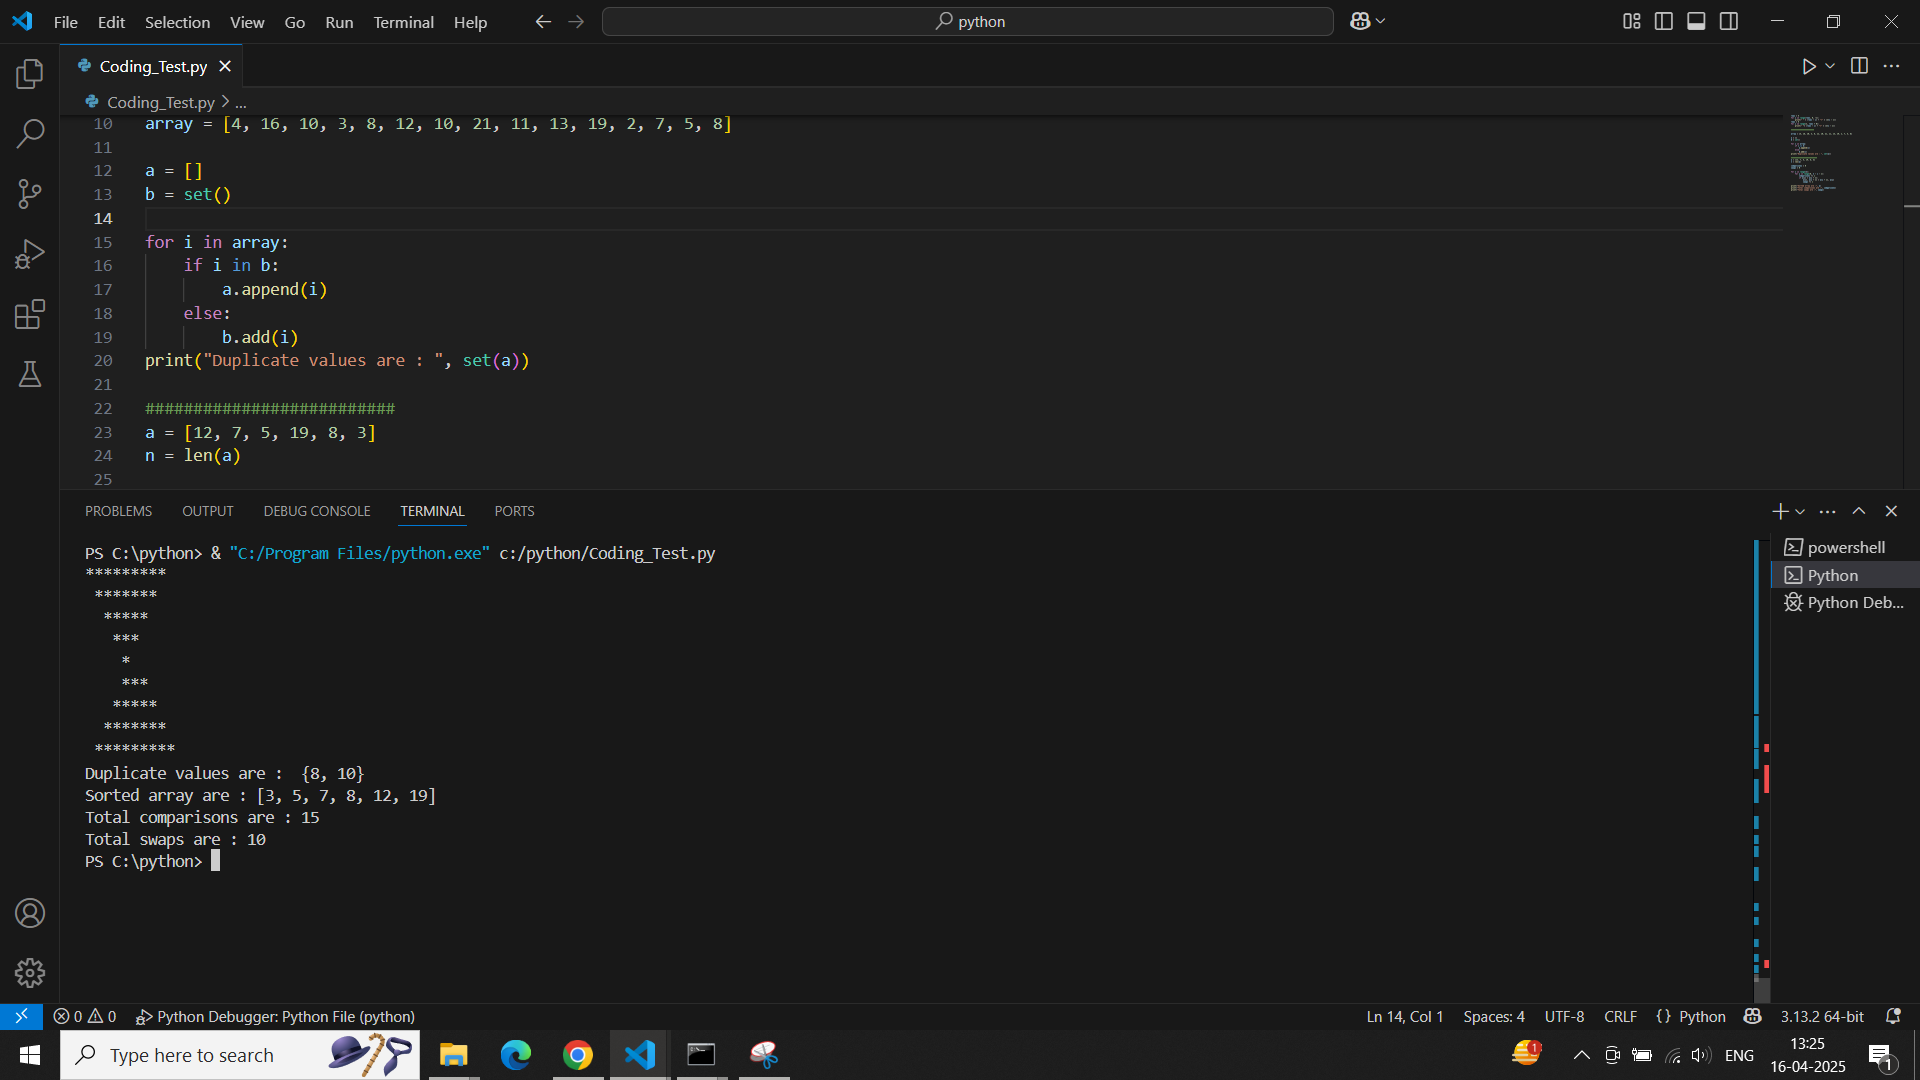 File Edit Selection View Go Run Terminal Help
python
Coding_Test.py
Coding_Test.py > ...
10 array = [4, 16, 10, 3, 8, 12, 10, 21, 11, 13, 19, 2, 7, 5, 8]
11
12 a = []
13 b = set()
14
15 for i in array:
16     if i in b:
17         a.append(i)
18     else:
19         b.add(i)
20 print("Duplicate values are : ", set(a))
21
22 ##########################
23 a = [12, 7, 5, 19, 8, 3]
24 n = len(a)
25
PROBLEMS OUTPUT DEBUG CONSOLE TERMINAL PORTS
PS C:\python> & "C:/Program Files/python.exe" c:/python/Coding_Test.py
*********
 *******
  *****
   ***
    *
    ***
   *****
  *******
 *********
Duplicate values are :  {8, 10}
Sorted array are : [3, 5, 7, 8, 12, 19]
Total comparisons are : 15
Total swaps are : 10
PS C:\python>
powershell
Python
Python Deb...
0 0 Python Debugger: Python File (python) Ln 14, Col 1 Spaces: 4 UTF-8 CRLF {} Python 3.13.2 64-bit
Type here to search
1
ENG
13:25
16-04-2025
1